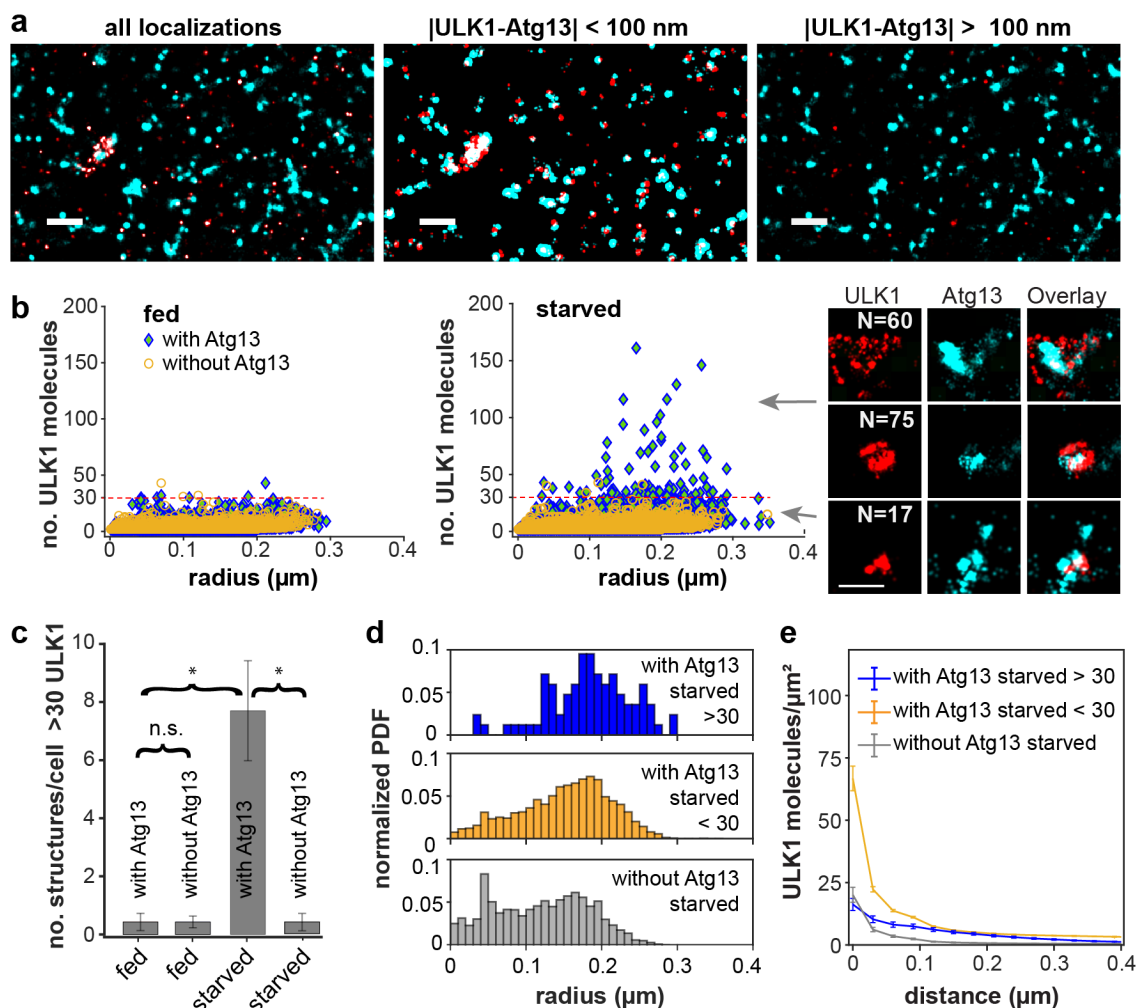 a
all localizations
|ULK1-Atg13| < 100 nm
|ULK1-Atg13| > 100 nm
b
no. ULK1 molecules
200
150
100
50
30
0
fed
with Atg13
without Atg13
0
0.1
0.2
0.3
0.4
radius (µm)
no. ULK1 molecules
200
150
100
50
30
0
starved
0
0.1
0.2
0.3
0.4
radius (µm)
ULK1
Atg13
Overlay
N=60
N=75
N=17
c
no. structures/cell >30 ULK1
10
8
6
4
2
0
*
*
n.s.
with Atg13
without Atg13
with Atg13
without Atg13
fed
fed
starved
starved
d
normalized PDF
0.1
0.05
0
with Atg13
starved
>30
0.1
0.05
0
with Atg13
starved
< 30
0.1
0.05
0
without Atg13
starved
0
0.1
0.2
0.3
0.4
radius (µm)
e
ULK1 molecules/µm²
100
75
50
25
0
with Atg13 starved > 30
with Atg13 starved < 30
without Atg13 starved
0
0.1
0.2
0.3
0.4
distance (µm)